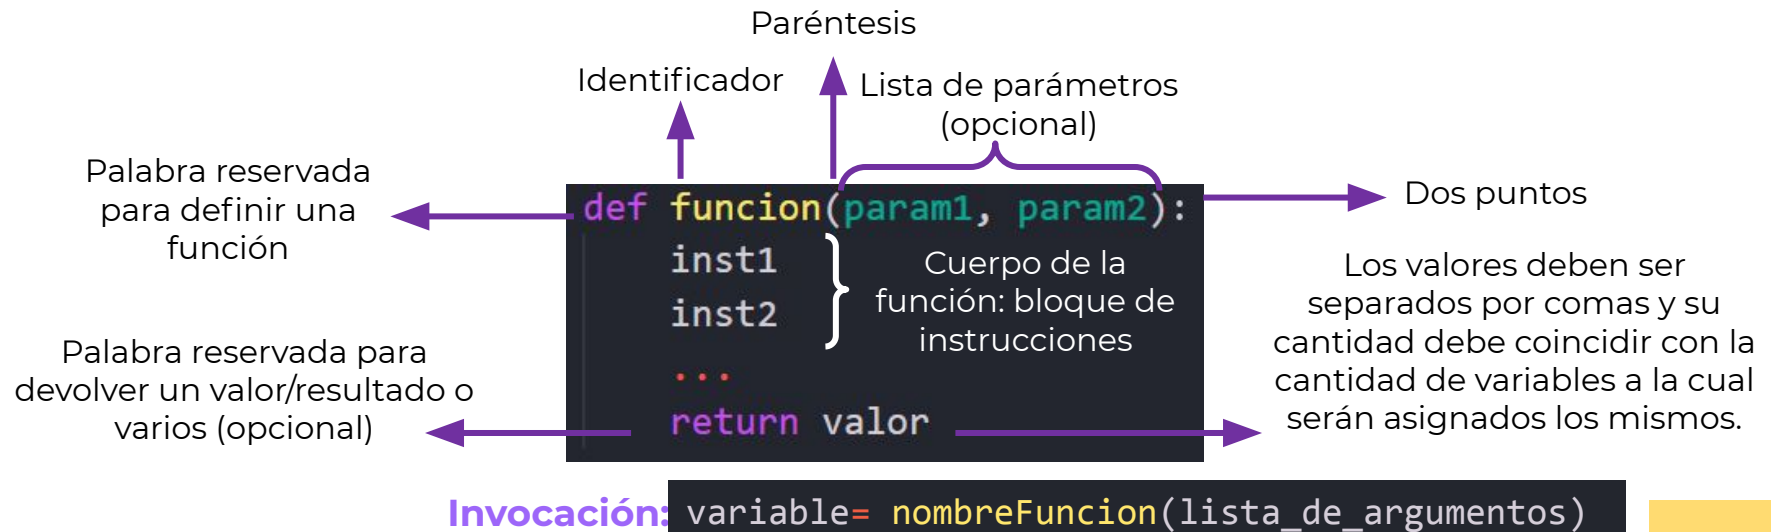 Paréntesis
Identificador
Lista de parámetros
(opcional)
Palabra reservada
para definir una
función
def funcion(param1, param2):
Dos puntos
inst1
inst2
...
return valor
Cuerpo de la
función: bloque de
instrucciones
Los valores deben ser
separados por comas y su
cantidad debe coincidir con la
cantidad de variables a la cual
serán asignados los mismos.
Palabra reservada para
devolver un valor/resultado o
varios (opcional)
Invocación: variable= nombreFuncion(lista_de_argumentos)